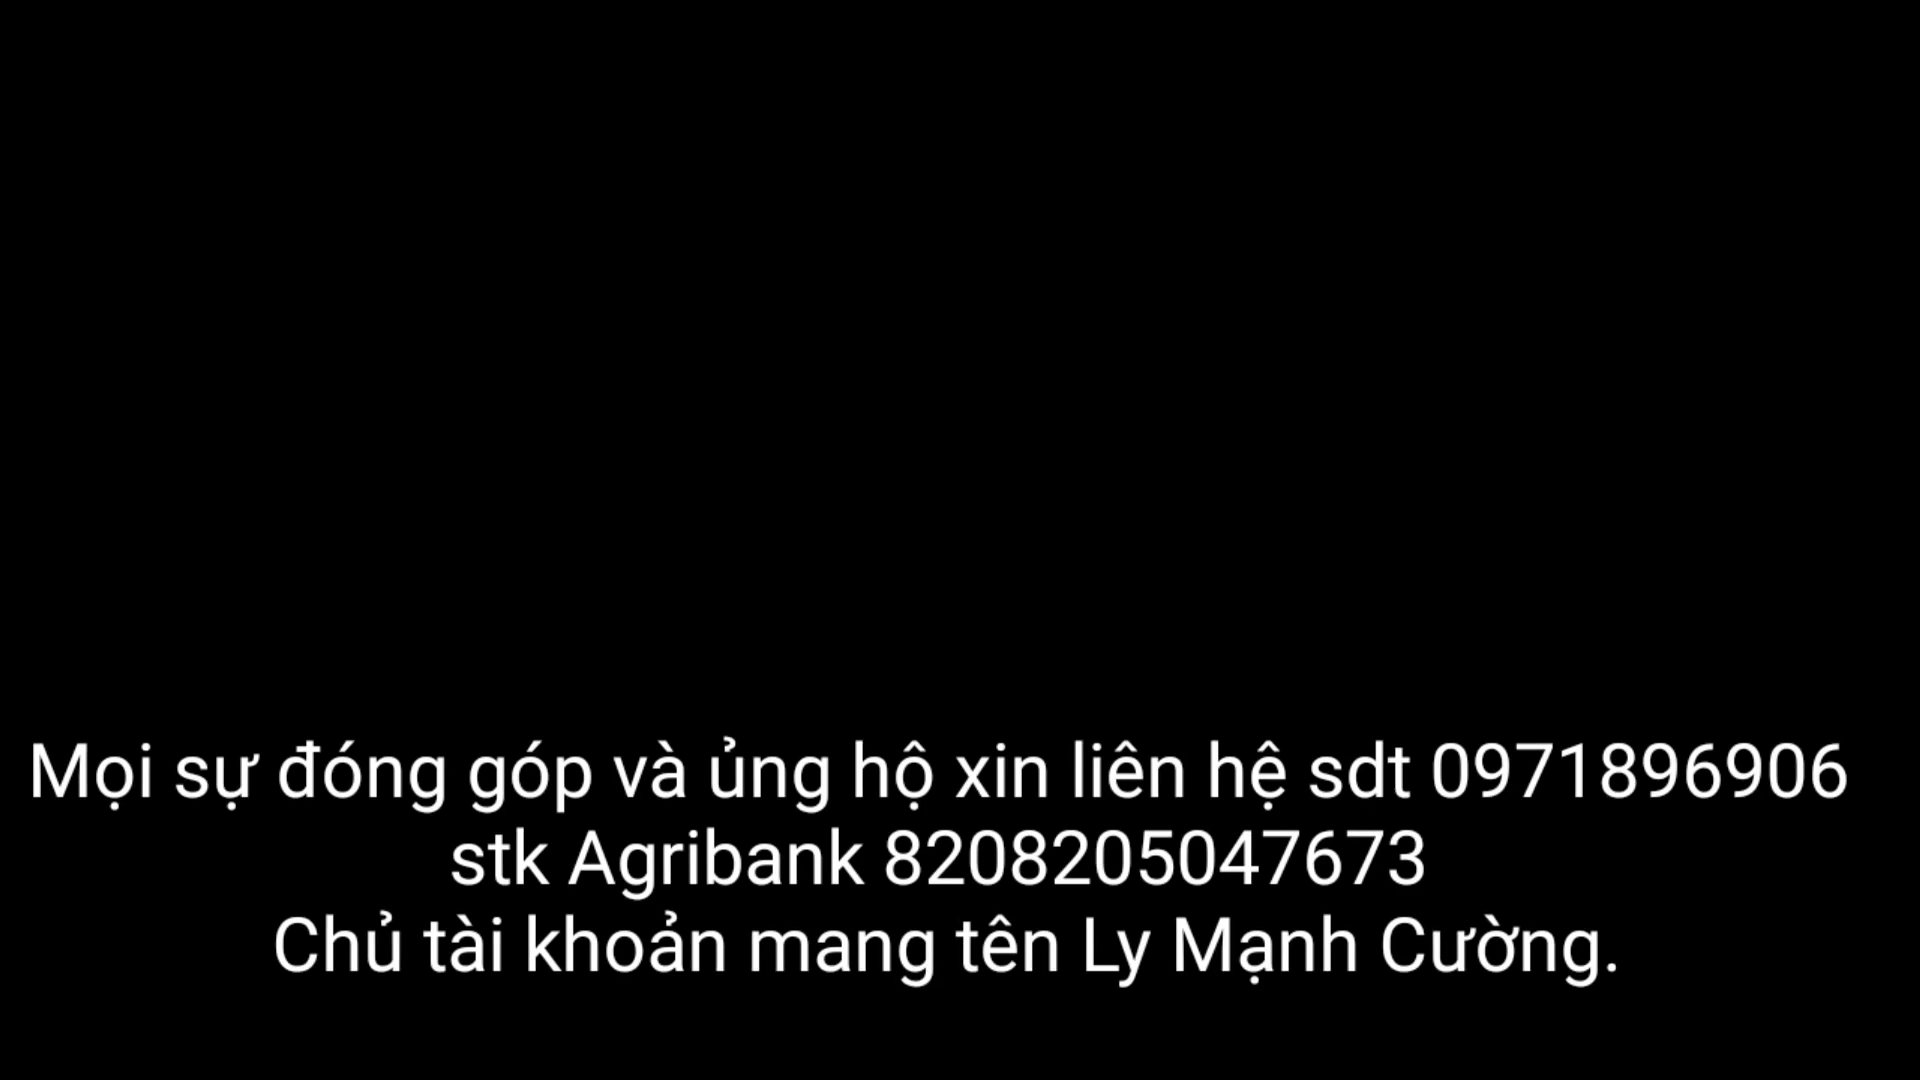 Mọi sự đóng góp và ủng hộ xin liên hệ sdt 0971896906
stk Agribank 8208205047673
Chủ tài khoản mang tên Ly Mạnh Cường.